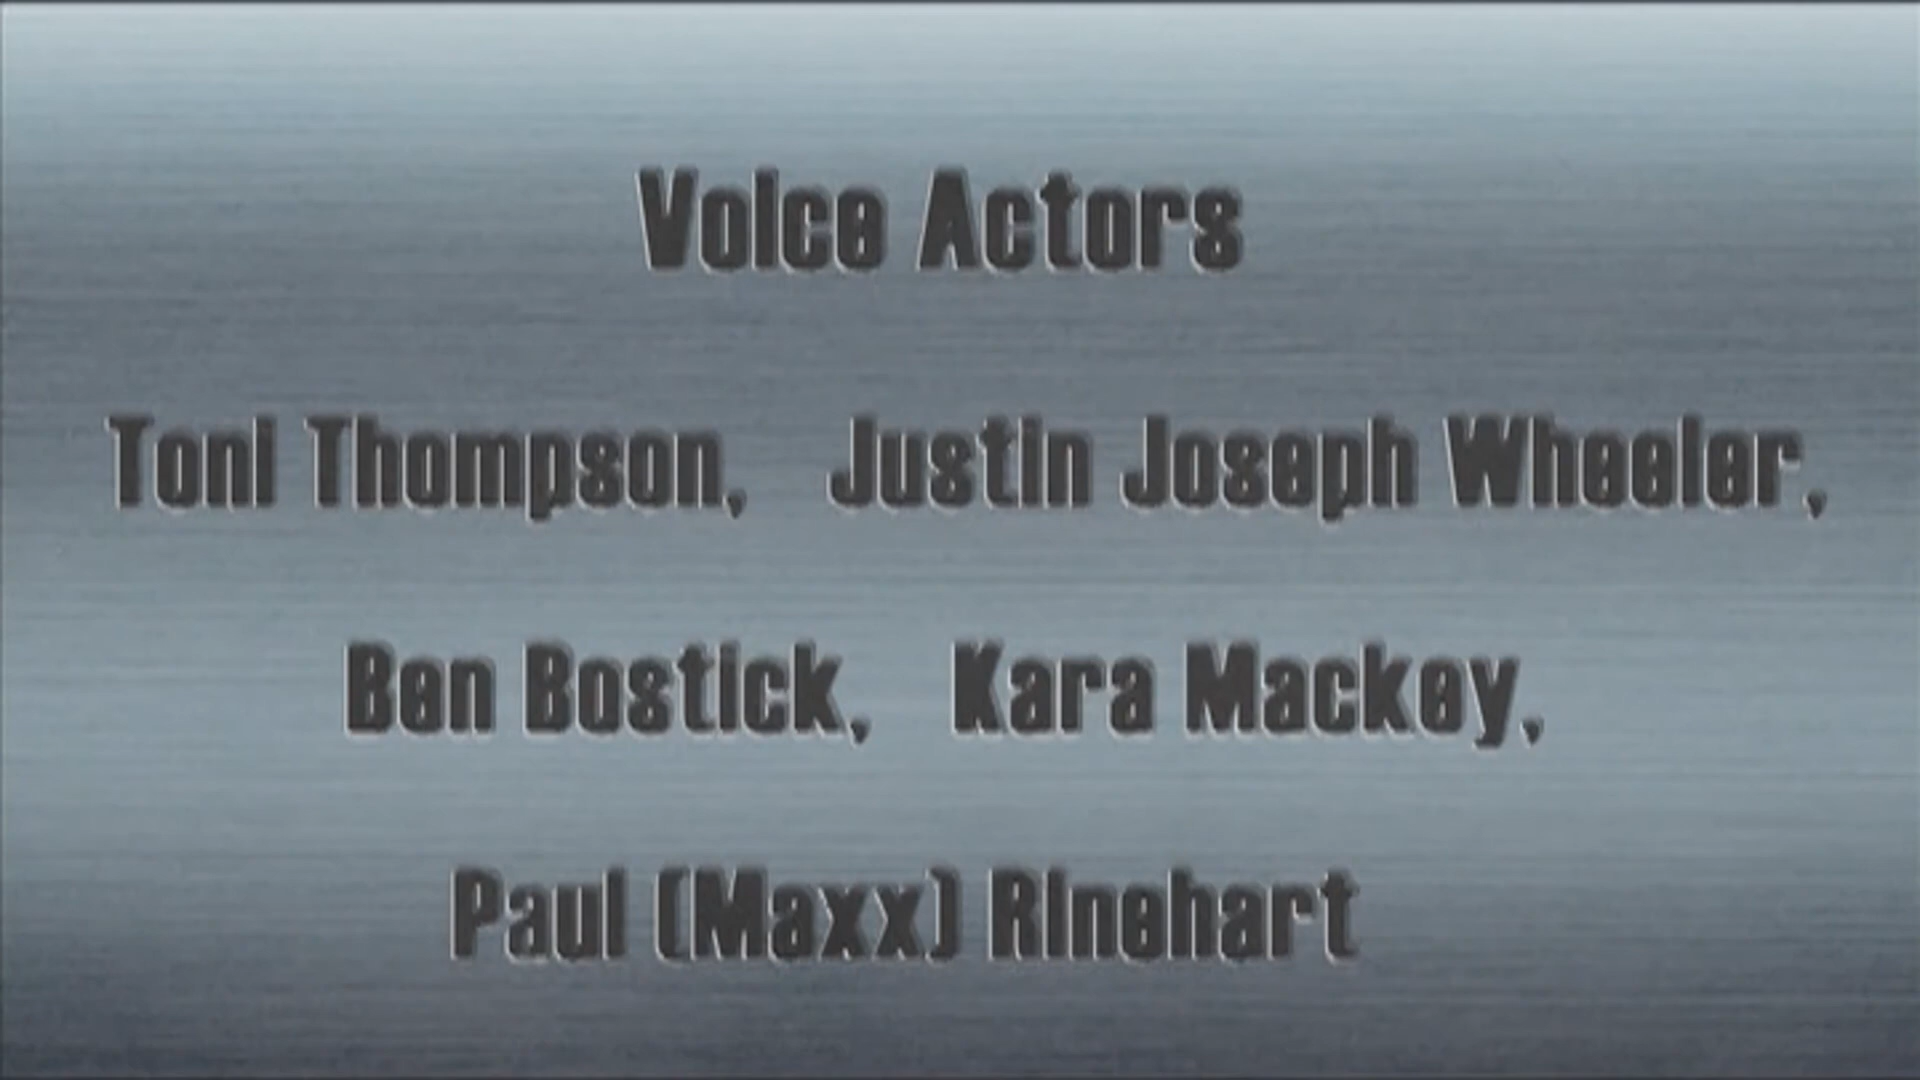 Voice Actors
Toni Thompson, Justin Joseph Wheeler,
Ben Bostick, Kara Mackey,
Paul (Maxx) Rinehart